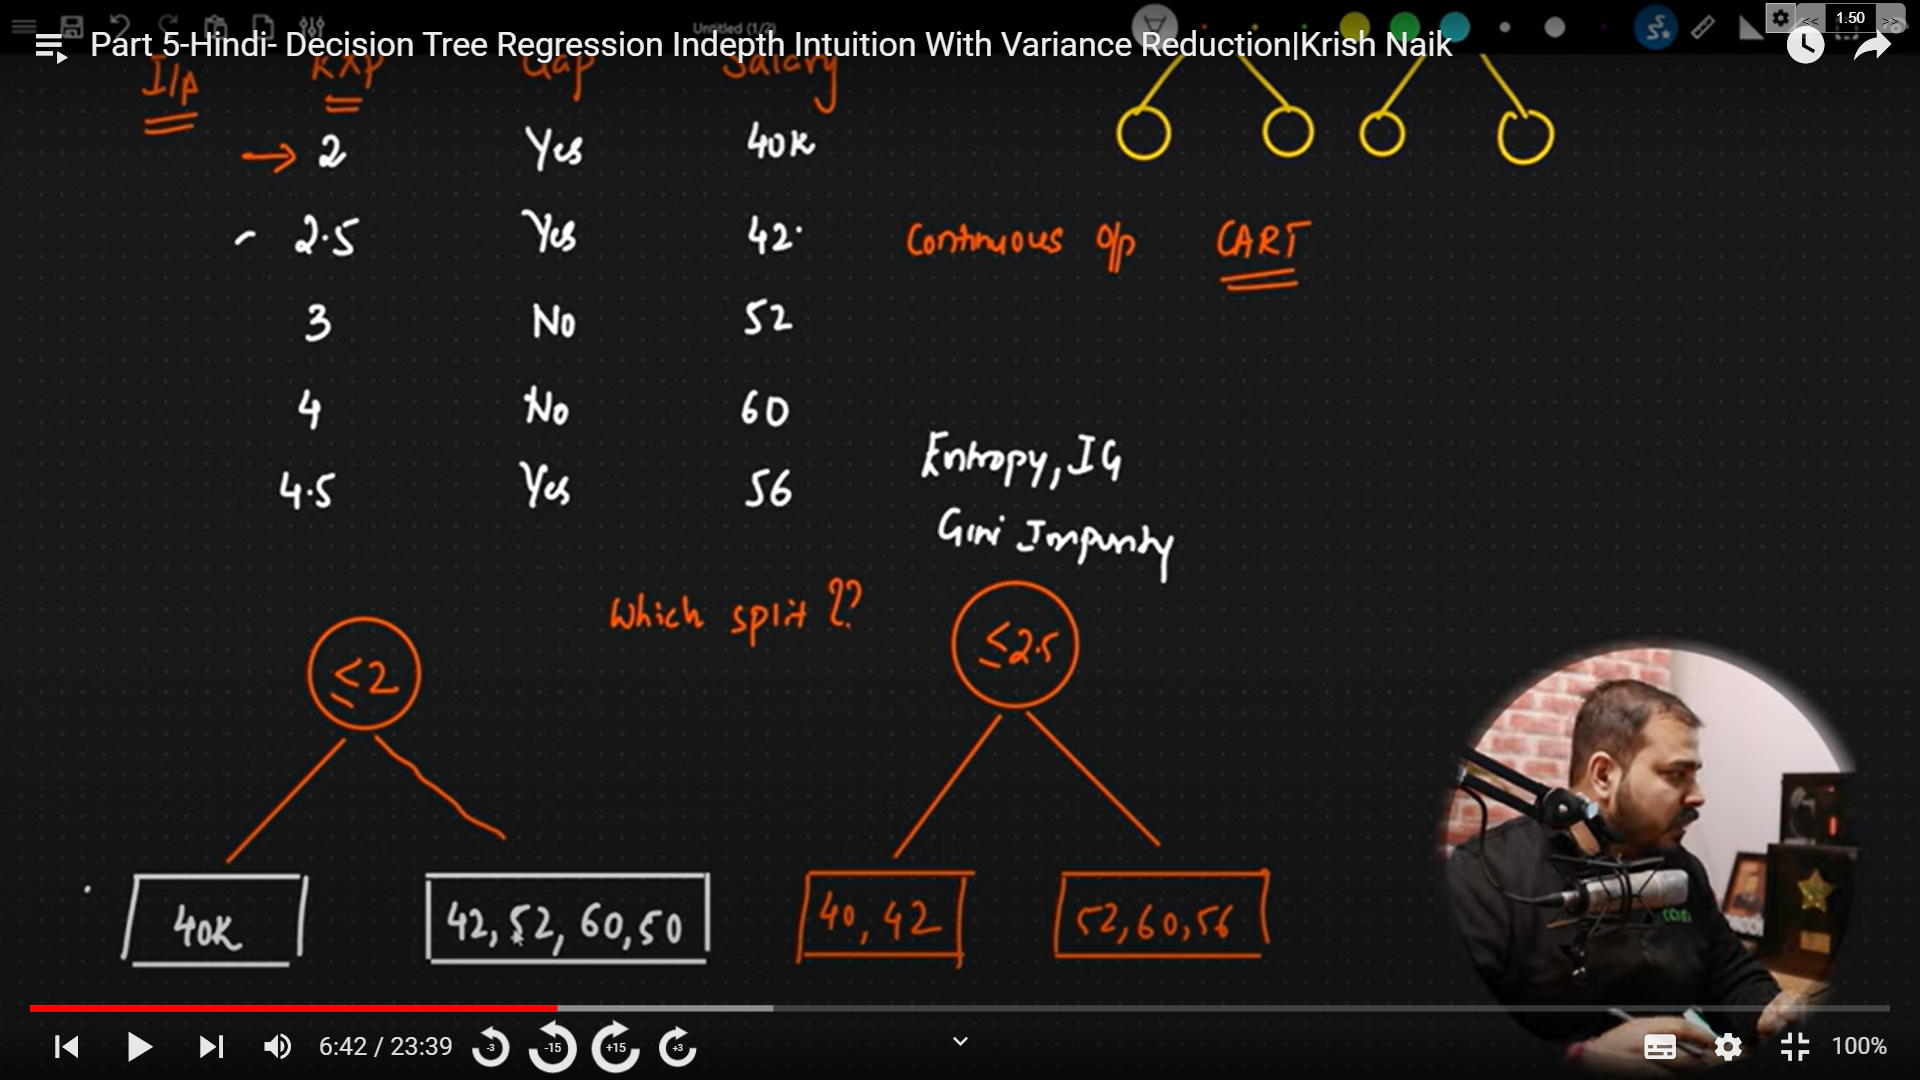 Untitled (1/2)
<< 1.50 >>
Part 5-Hindi- Decision Tree Regression Indepth Intuition With Variance Reduction|Krish Naik
I/p Exp Gap Salary
→ 2 Yes 40k
2.5 Yes 42
Continuous o/p CART
3 No 52
4 No 60
Entropy, IG
4.5 Yes 56
Gini Impurity
Which split ??
≤2 ≤2.5
40k 42, 52, 60, 50 40, 42 52, 60, 56
6:42 / 23:39 -3 -15 +15 +3 100%